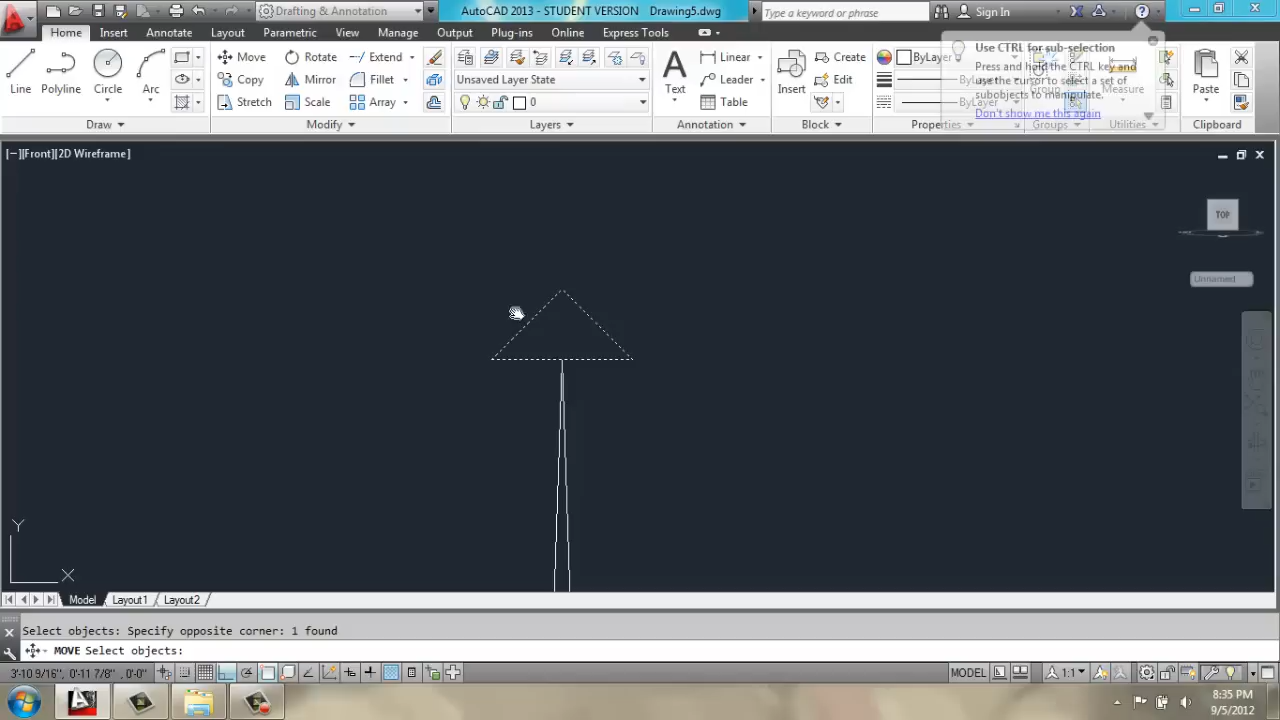 Drafting & Annotation
AutoCAD 2013 - STUDENT VERSION Drawing5.dwg
Type a keyword or phrase
Sign In
Home Insert Annotate Layout Parametric View Manage Output Plug-ins Online Express Tools
Line Polyline Circle Arc
Move Rotate
Copy Mirror Fillet
Stretch Scale Array
Unsaved Layer State
0
Text
Linear
Leader
Table
Insert
Create
Edit
ByLayer
ByLayer
ByLayer
Group
Measure
Paste
Use CTRL for sub-selection
Press and hold the CTRL key and
use the cursor to select a set of
subobjects to manipulate.
Don't show me this again
Draw Modify Layers Annotation Block Properties Groups Utilities Clipboard
[−][Front][2D Wireframe]
TOP
Unnamed
Y
X
Model Layout1 Layout2
Select objects: Specify opposite corner: 1 found
MOVE Select objects:
3'-10 9/16", 0'-11 7/8", 0'-0"
MODEL
1:1
8:35 PM
9/5/2012